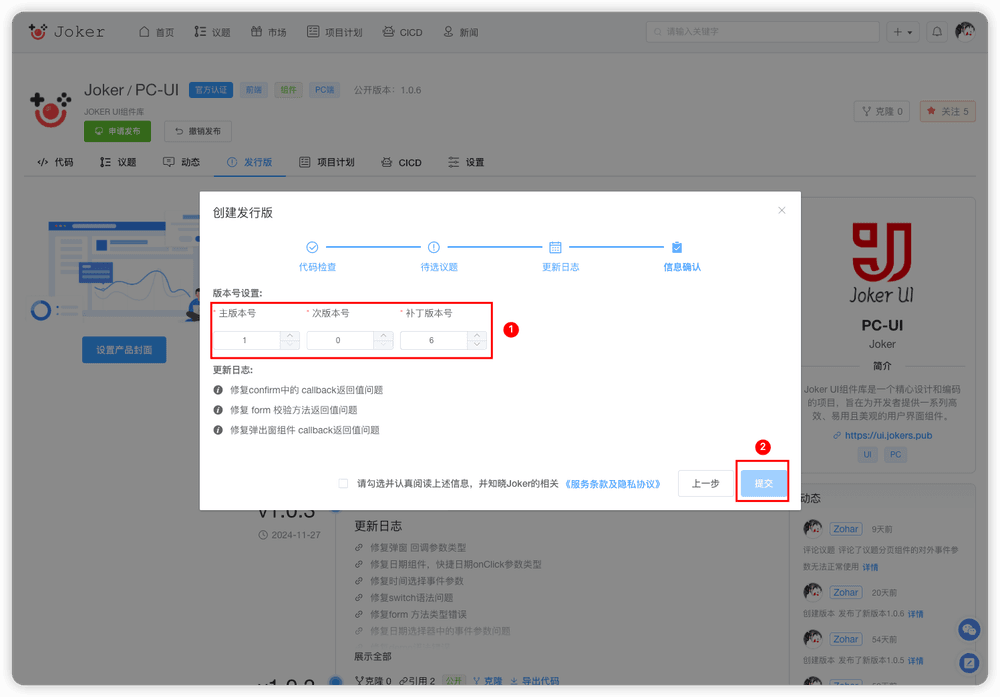 Joker 首页 议题 市场 项目计划 CICD 新闻 请输入关键字
Joker / PC-UI 官方认证 前端 组件 PC端 公开版本：1.0.6
JOKER UI组件库
申请发布 撤销发布
克隆 0 关注 5
代码 议题 动态 发行版 项目计划 CICD 设置
设置产品封面
创建发行版
代码检查 待选议题 更新日志 信息确认
版本号设置:
* 主版本号 * 次版本号 * 补丁版本号
1 0 6
1
更新日志:
修复confirm中的 callback返回值问题
修复 form 校验方法返回值问题
修复弹出窗组件 callback返回值问题
2
请勾选并认真阅读上述信息，并知晓Joker的相关 《服务条款及隐私协议》 上一步 提交
v1.0.3
2024-11-27
更新日志
修复弹窗 回调参数类型
修复日期组件，快捷日期onClick参数类型
修复时间选择事件参数
修复switch语法问题
修复form 方法类型错误
修复日期选择器中的事件参数问题
展示全部
克隆 0 引用 2 公开 克隆 导出代码
Joker UI
PC-UI
Joker
简介
Joker UI组件库是一个精心设计和编码
的项目，旨在为开发者提供一系列高
效、易用且美观的用户界面组件。
https://ui.jokers.pub
UI PC
动态
Zohar 9天前
评论议题 评论了议题分页组件的对外事件参
数无法正常使用 详情
Zohar 20天前
创建版本 发布了新版本1.0.6 详情
Zohar 54天前
创建版本 发布了新版本1.0.5 详情